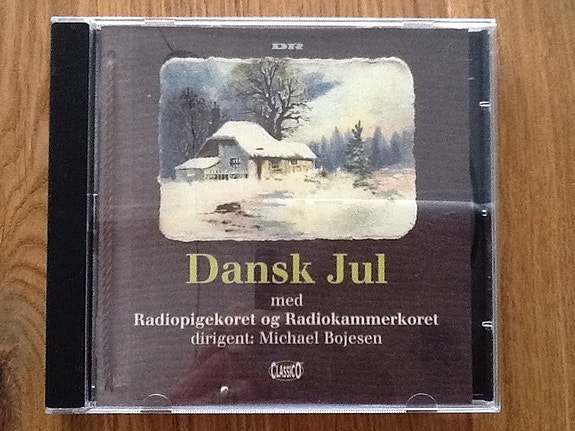 DR
Dansk Jul
med
Radiopigekoret og Radiokammerkoret
dirigent: Michael Bojesen
CLASSICO